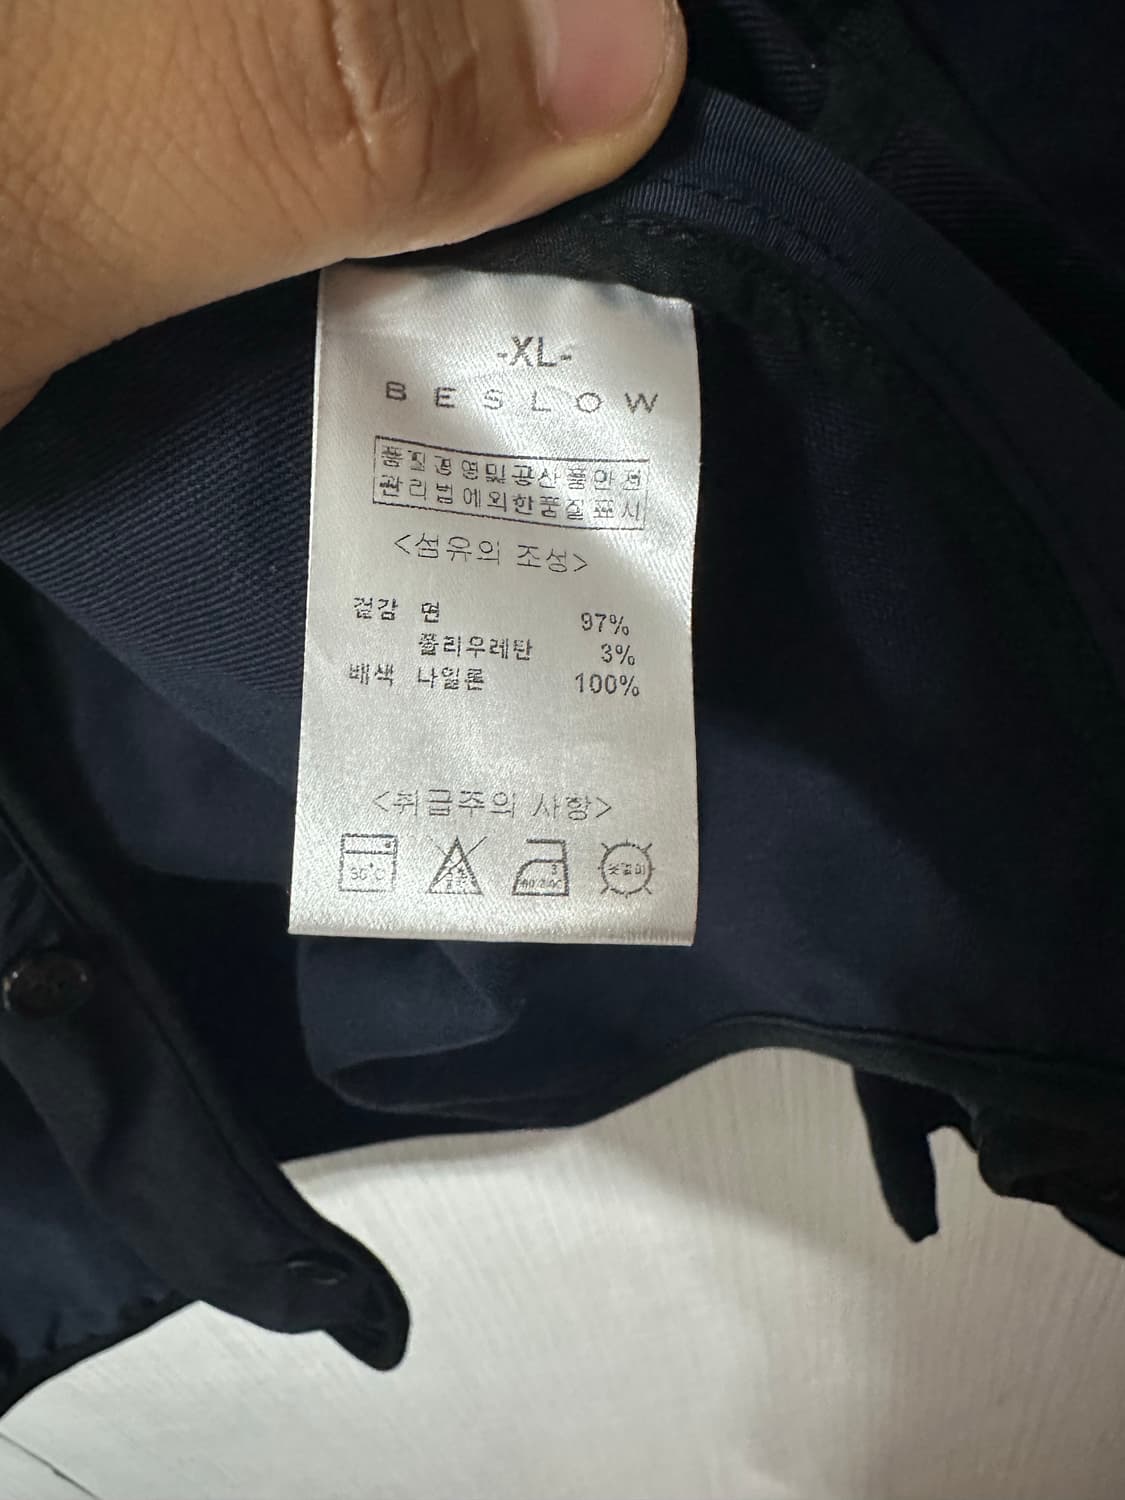 -XL-
BESLOW
품질경영및공산품안전
관리법에의한품질표시
<섬유의 조성>
겉감 면 97%
폴리우레탄 3%
배색 나일론 100%
<취급주의 사항>
30℃